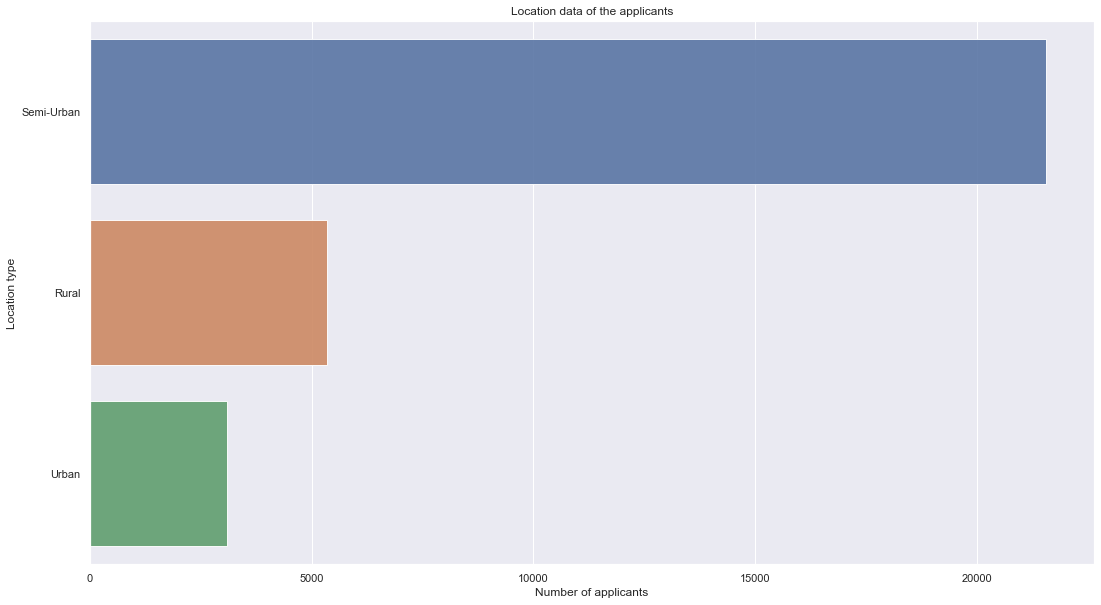 Location data of the applicants
Location type
Semi-Urban
Rural
Urban
0 5000 10000 15000 20000
Number of applicants